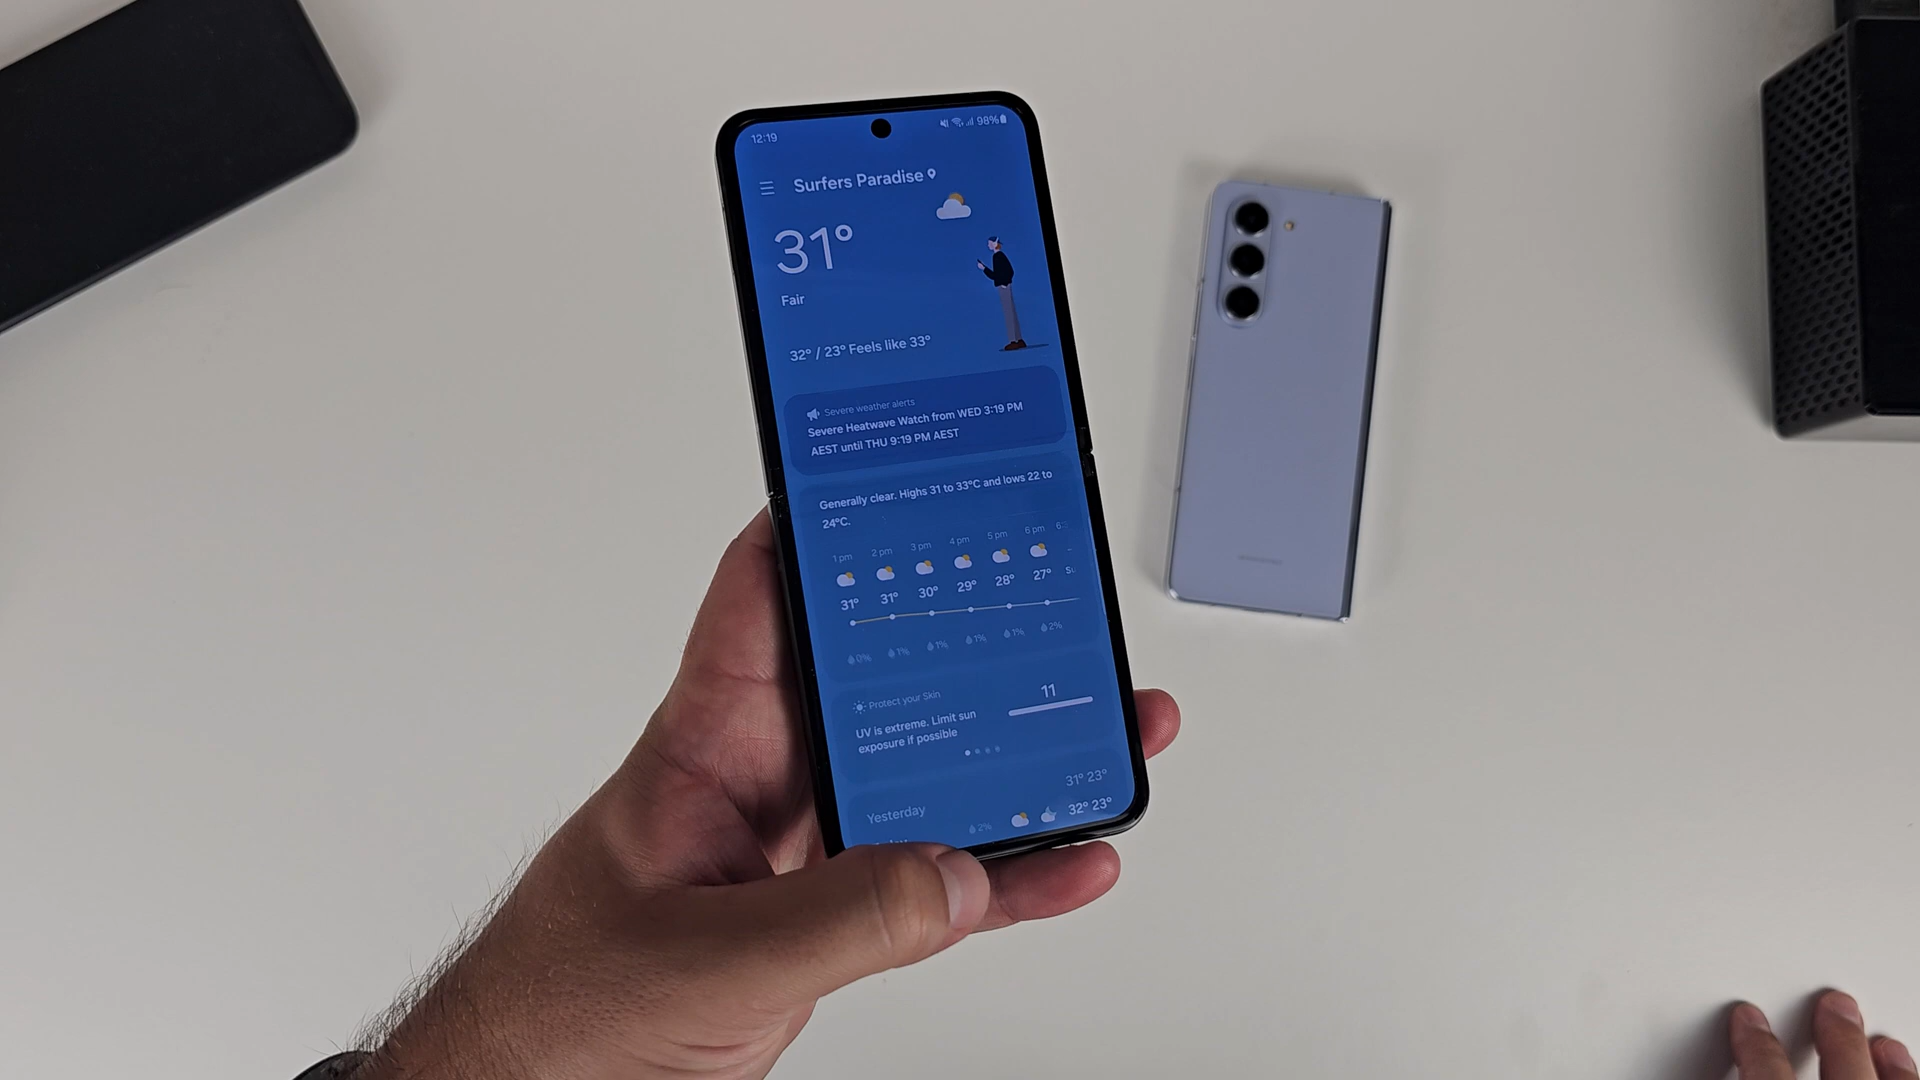 12:19
98%
Surfers Paradise
31°
Fair
32° / 23° Feels like 33°
Severe weather alerts
Severe Heatwave Watch from WED 3:19 PM
AEST until THU 9:19 PM AEST
Generally clear. Highs 31 to 33°C and lows 22 to
24°C.
1 pm 2 pm 3 pm 4 pm 5 pm 6 pm 6:
31° 31° 30° 29° 28° 27° Su
0% 1% 1% 1% 1% 2%
Protect your Skin
11
UV is extreme. Limit sun
exposure if possible
Yesterday 31° 23°
2% 32° 23°